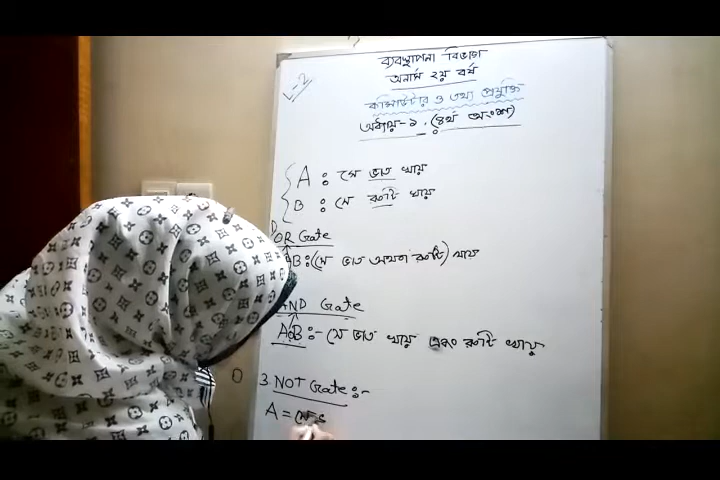 ব্যবস্থাপনা বিভাগ
অনার্স ২য় বর্ষ
L-2
কম্পিউটার ও তথ্য প্রযুক্তি
অধ্যায়-১ . (৪র্থ অংশ)
A : সে ভাত খায়
B : সে রুটি খায়
OR Gate
B : (সে ভাত অথবা রুটি) খায়
AND Gate
A B :- সে ভাত খায় এবং রুটি খায়
3. NOT Gate :-
A =